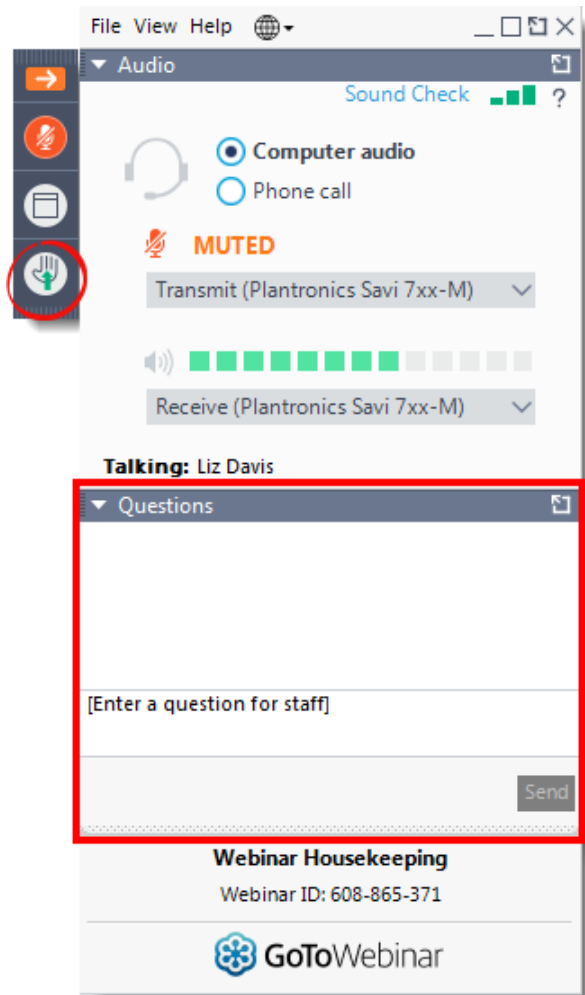 File View Help
Audio
Sound Check ?
Computer audio
Phone call
MUTED
Transmit (Plantronics Savi 7xx-M)
Receive (Plantronics Savi 7xx-M)
Talking: Liz Davis
Questions
[Enter a question for staff]
Send
Webinar Housekeeping
Webinar ID: 608-865-371
GoToWebinar